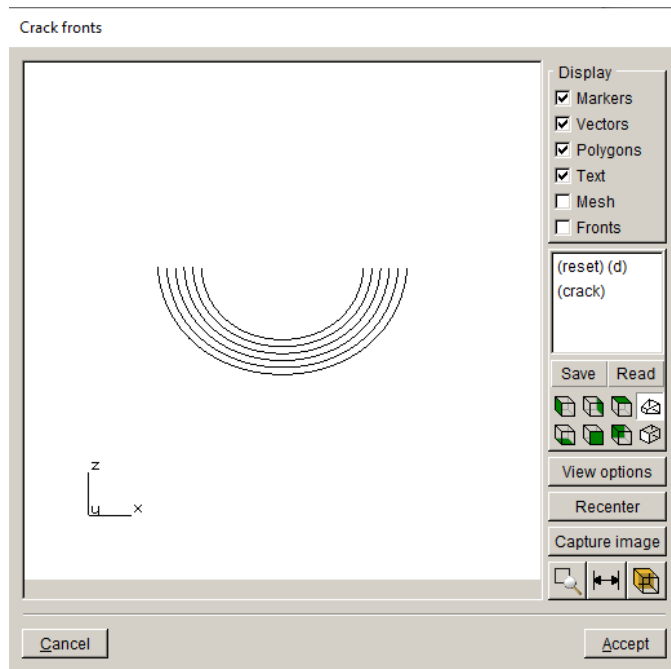 Crack fronts
Display
Markers
Vectors
Polygons
Text
Mesh
Fronts
(reset) (d)
(crack)
Save Read
View options
Recenter
Capture image
z
y x
Cancel Accept